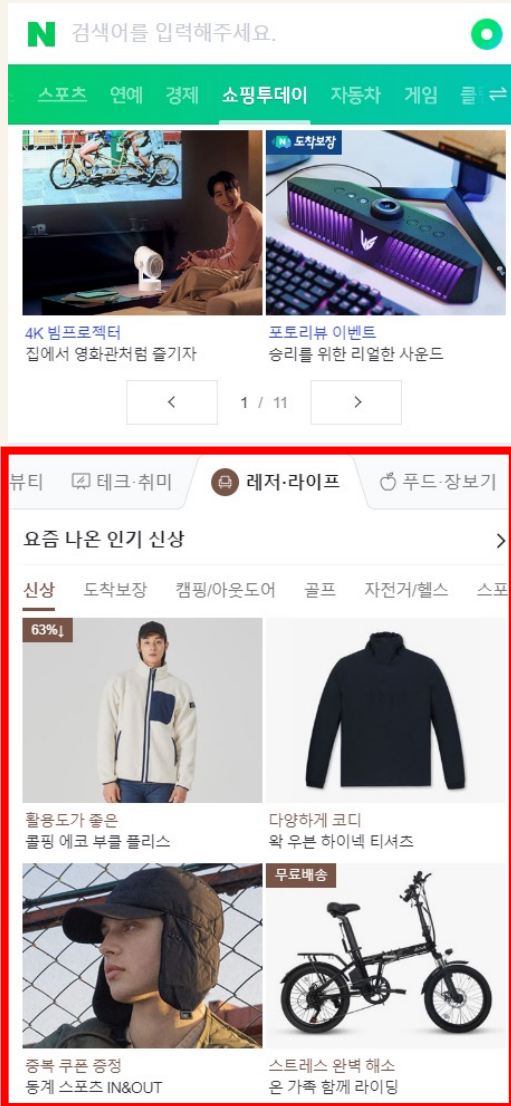 N 검색어를 입력해주세요.
스포츠 연예 경제 쇼핑투데이 자동차 게임
N 도착보장
4K 빔프로젝터
집에서 영화관처럼 즐기자
포토리뷰 이벤트
승리를 위한 리얼한 사운드
< 1 / 11 >
뷰티 테크·취미 레저·라이프 푸드·장보기
요즘 나온 인기 신상 >
신상 도착보장 캠핑/아웃도어 골프 자전거/헬스 스포
63%↓
활용도가 좋은
콜핑 에코 부클 플리스
다양하게 코디
왁 우븐 하이넥 티셔츠
무료배송
중복 쿠폰 증정
동계 스포츠 IN&OUT
스트레스 완벽 해소
온 가족 함께 라이딩